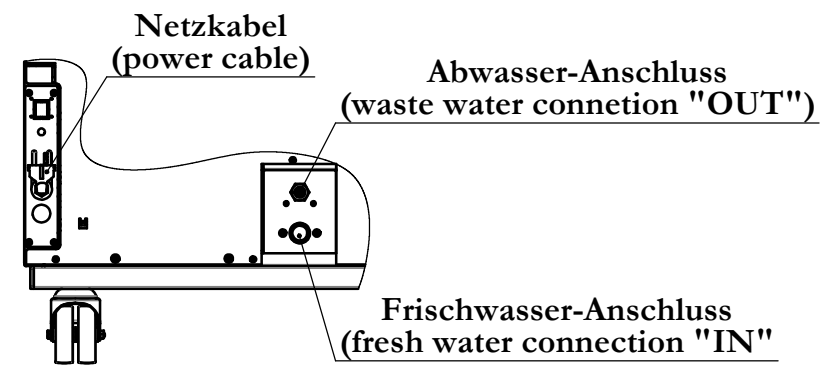 Netzkabel
(power cable)
Abwasser-Anschluss
(waste water connetion "OUT")
Frischwasser-Anschluss
(fresh water connection "IN"